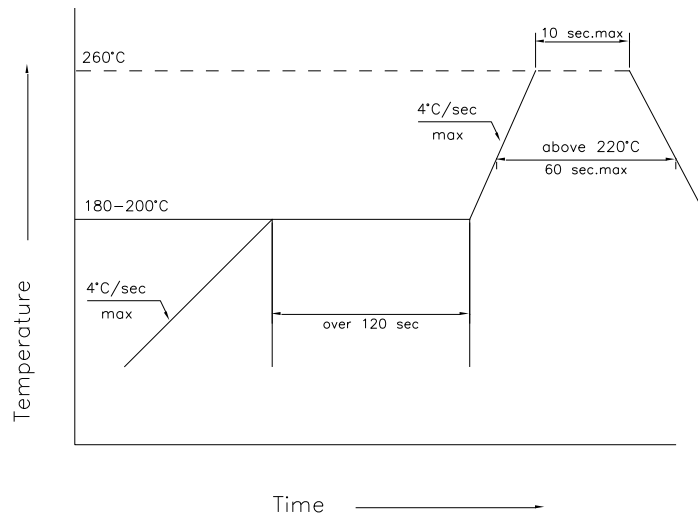 10 sec.max
260°C
4°C/sec
max
above 220°C
60 sec.max
180-200°C
4°C/sec
max
over 120 sec
Temperature
Time